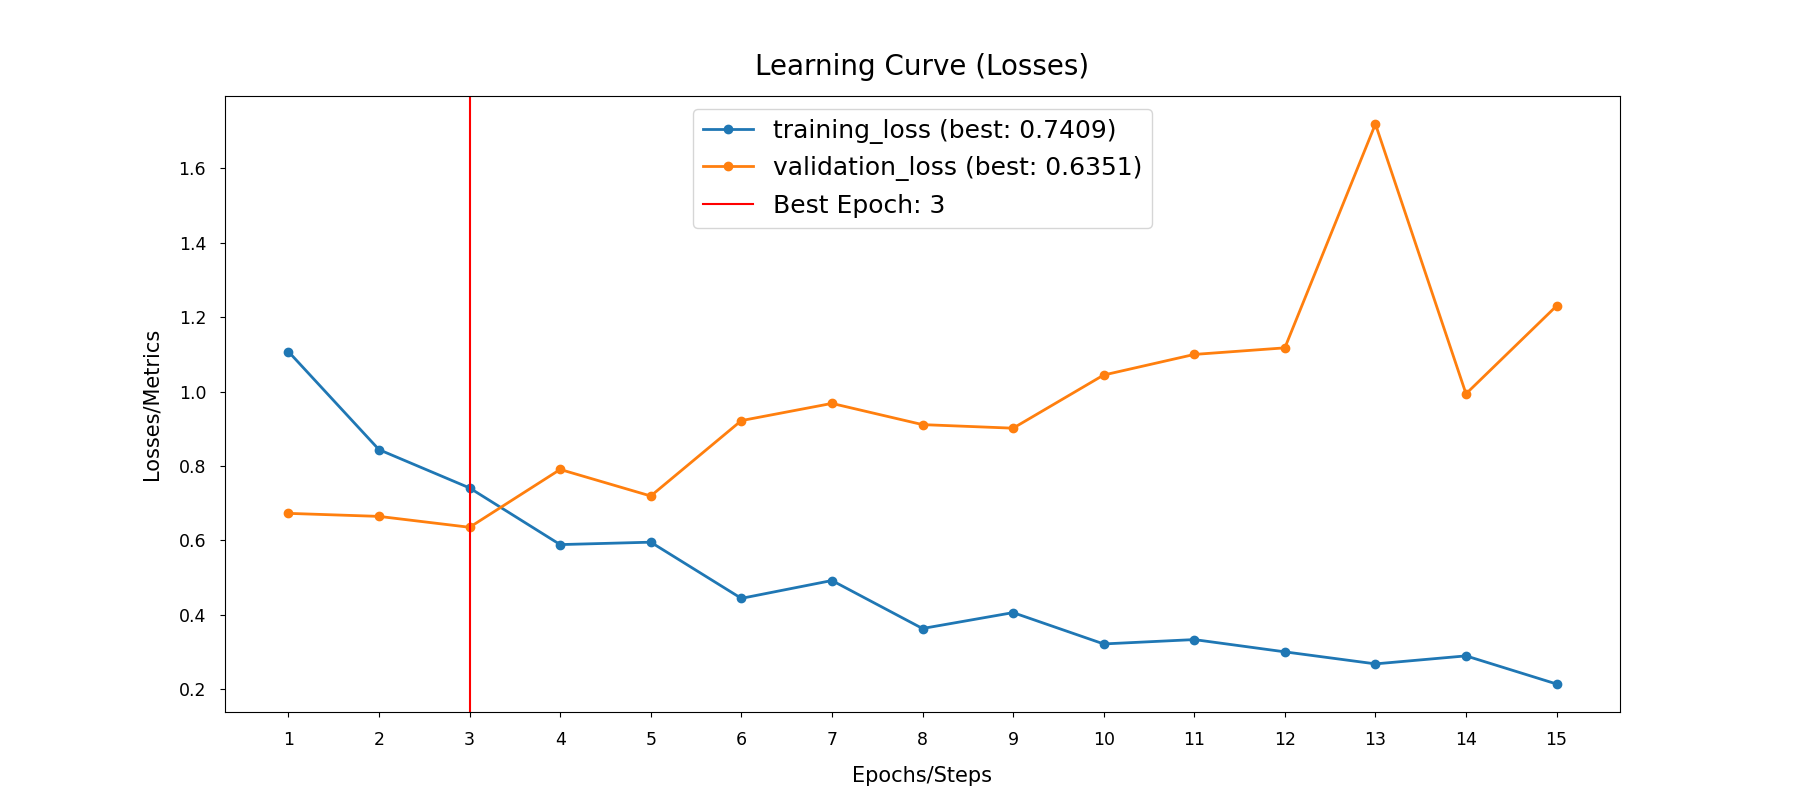 Learning Curve (Losses)
training_loss (best: 0.7409)
validation_loss (best: 0.6351)
Best Epoch: 3
Losses/Metrics
1.6
1.4
1.2
1.0
0.8
0.6
0.4
0.2
1 2 3 4 5 6 7 8 9 10 11 12 13 14 15
Epochs/Steps